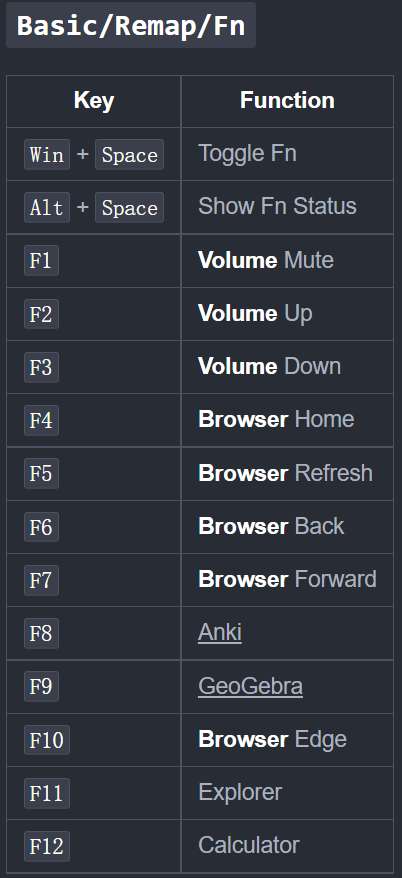 Basic/Remap/Fn
Key Function
Win + Space Toggle Fn
Alt + Space Show Fn Status
F1 Volume Mute
F2 Volume Up
F3 Volume Down
F4 Browser Home
F5 Browser Refresh
F6 Browser Back
F7 Browser Forward
F8 Anki
F9 GeoGebra
F10 Browser Edge
F11 Explorer
F12 Calculator